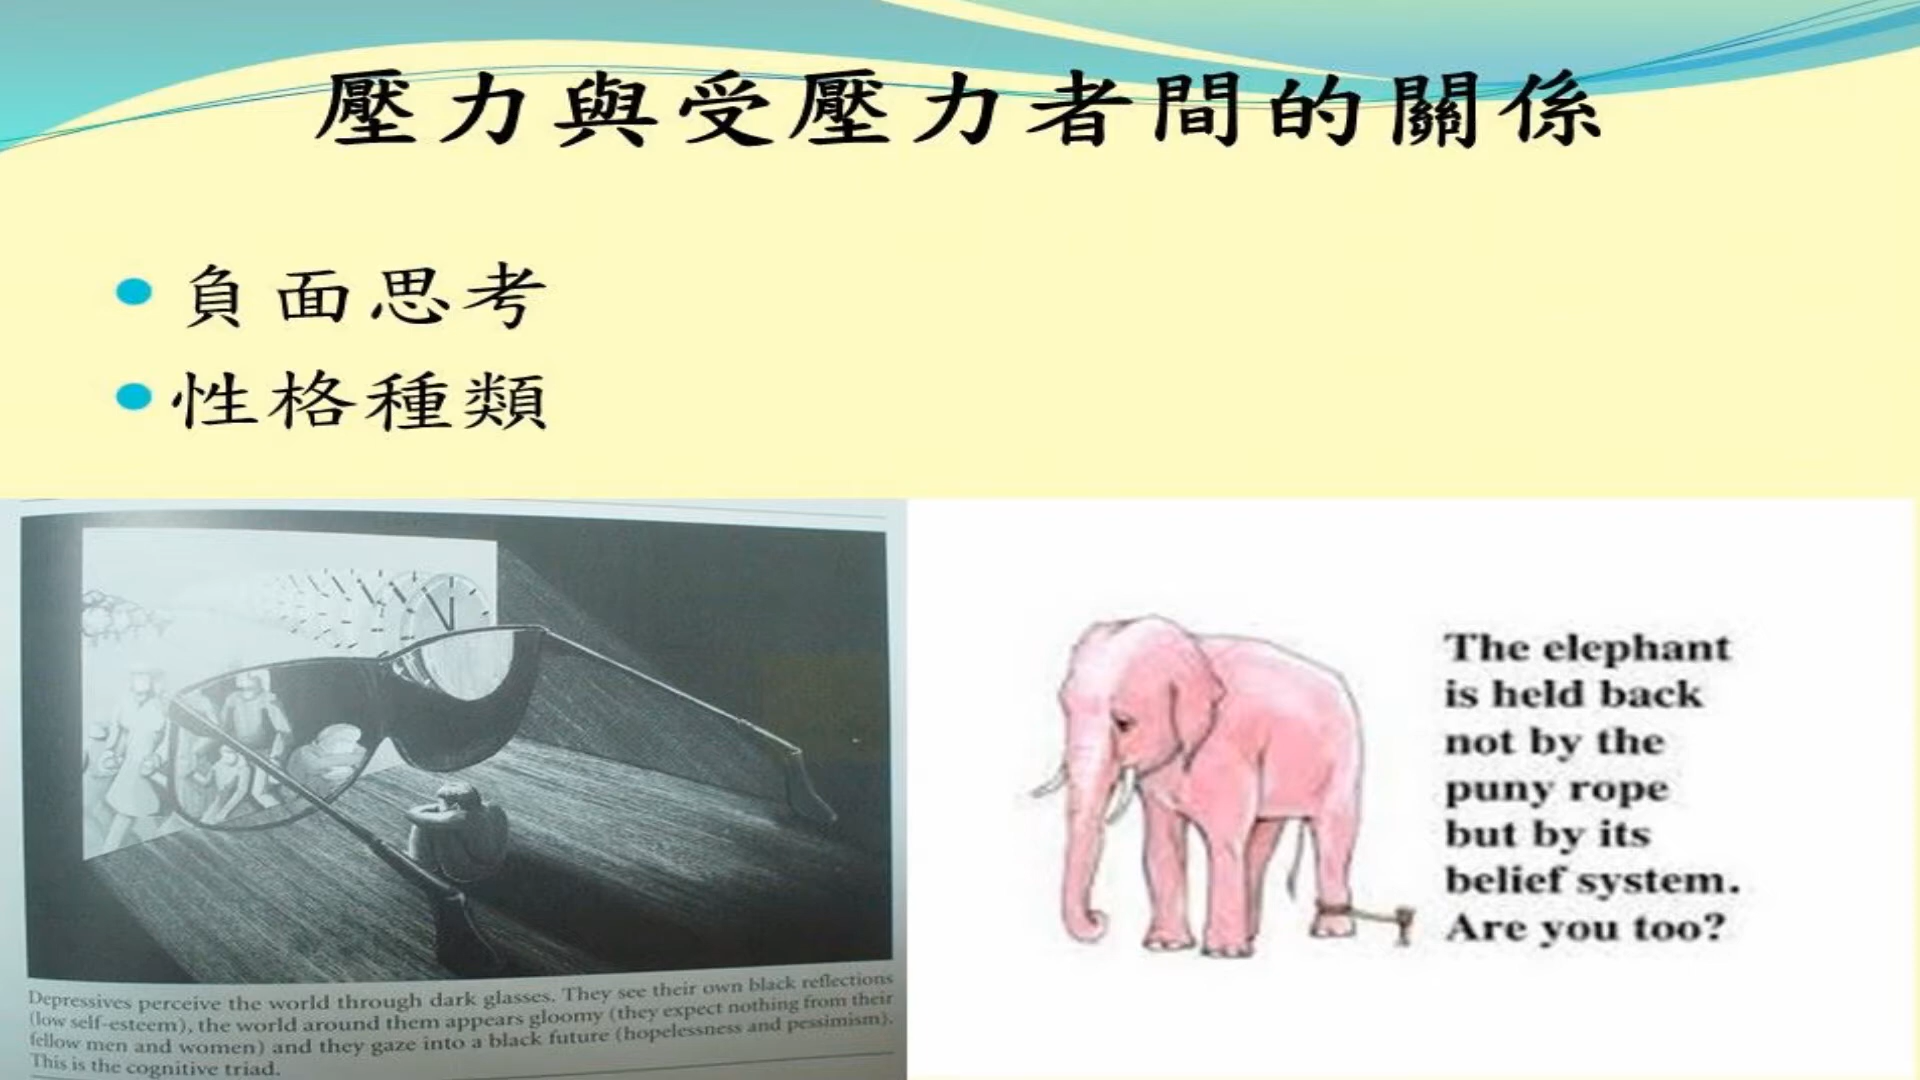 壓力與受壓力者間的關係
負面思考
性格種類
Depressives perceive the world through dark glasses. They see their own black reflections
(low self-esteem), the world around them appears gloomy (they expect nothing from their
fellow men and women) and they gaze into a black future (hopelessness and pessimism).
This is the cognitive triad.
The elephant
is held back
not by the
puny rope
but by its
belief system.
Are you too?